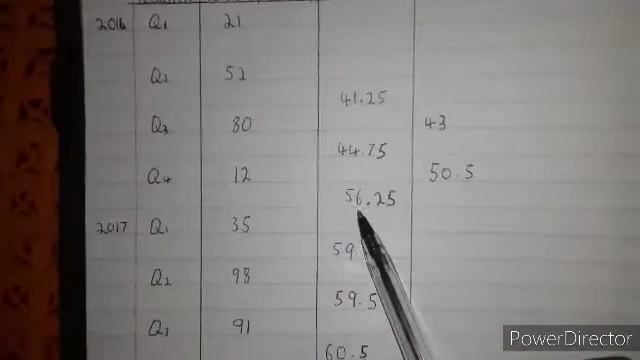 2016 Q1 21
Q2 52
41.25
Q3 80 43
44.75
Q4 12 50.5
56.25
2017 Q1 35
59
Q2 98
59.5
Q3 91
60.5
PowerDirector